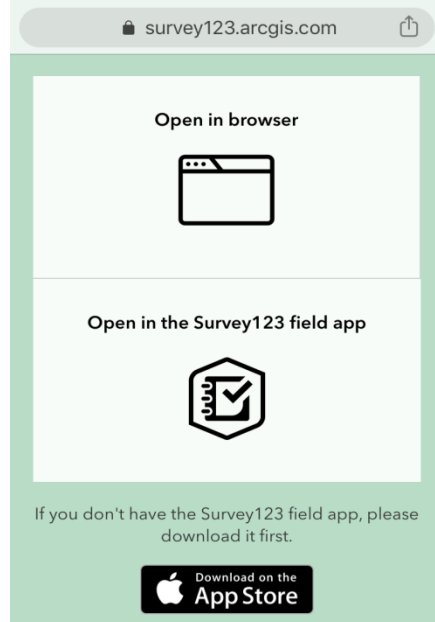 survey123.arcgis.com
Open in browser
Open in the Survey123 field app
If you don't have the Survey123 field app, please
download it first.
Download on the
App Store